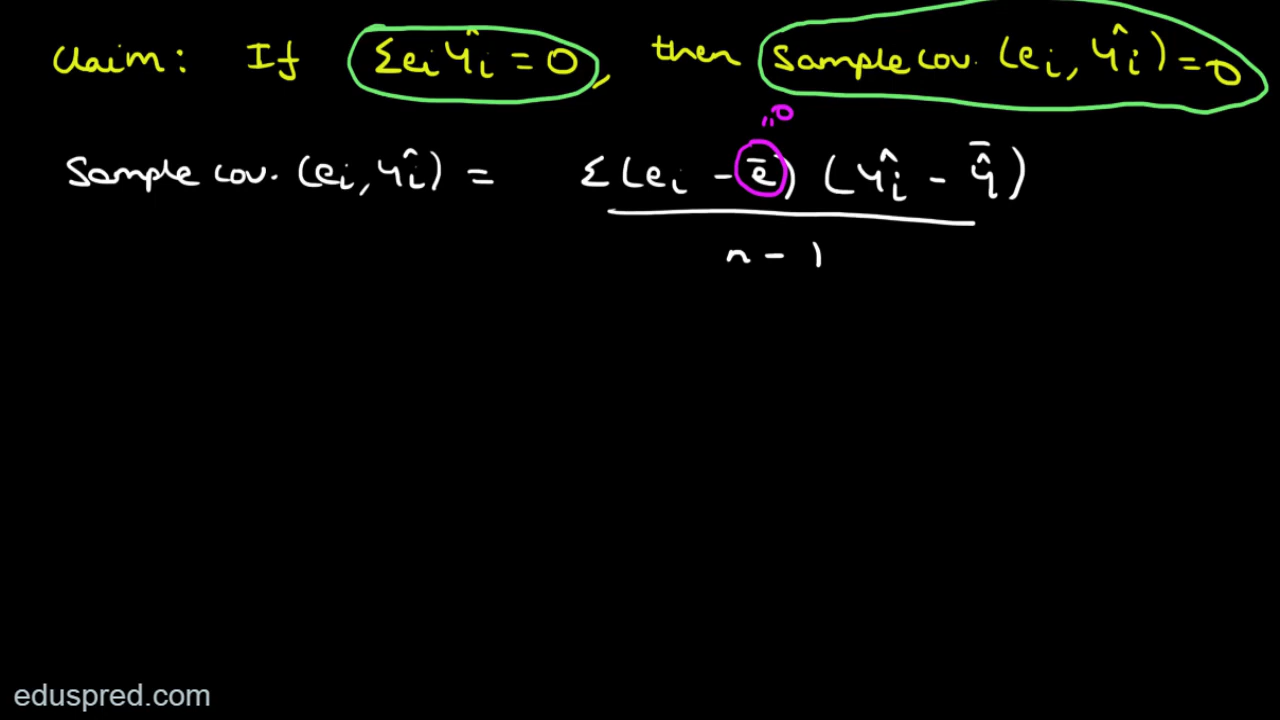 Claim: If Σeᵢŷᵢ = 0, then Sample cov. (eᵢ, ŷᵢ) = 0
"0
Sample cov. (eᵢ, ŷᵢ) = Σ(eᵢ - ē) (ŷᵢ - ŷ̄)
n - 1
eduspred.com